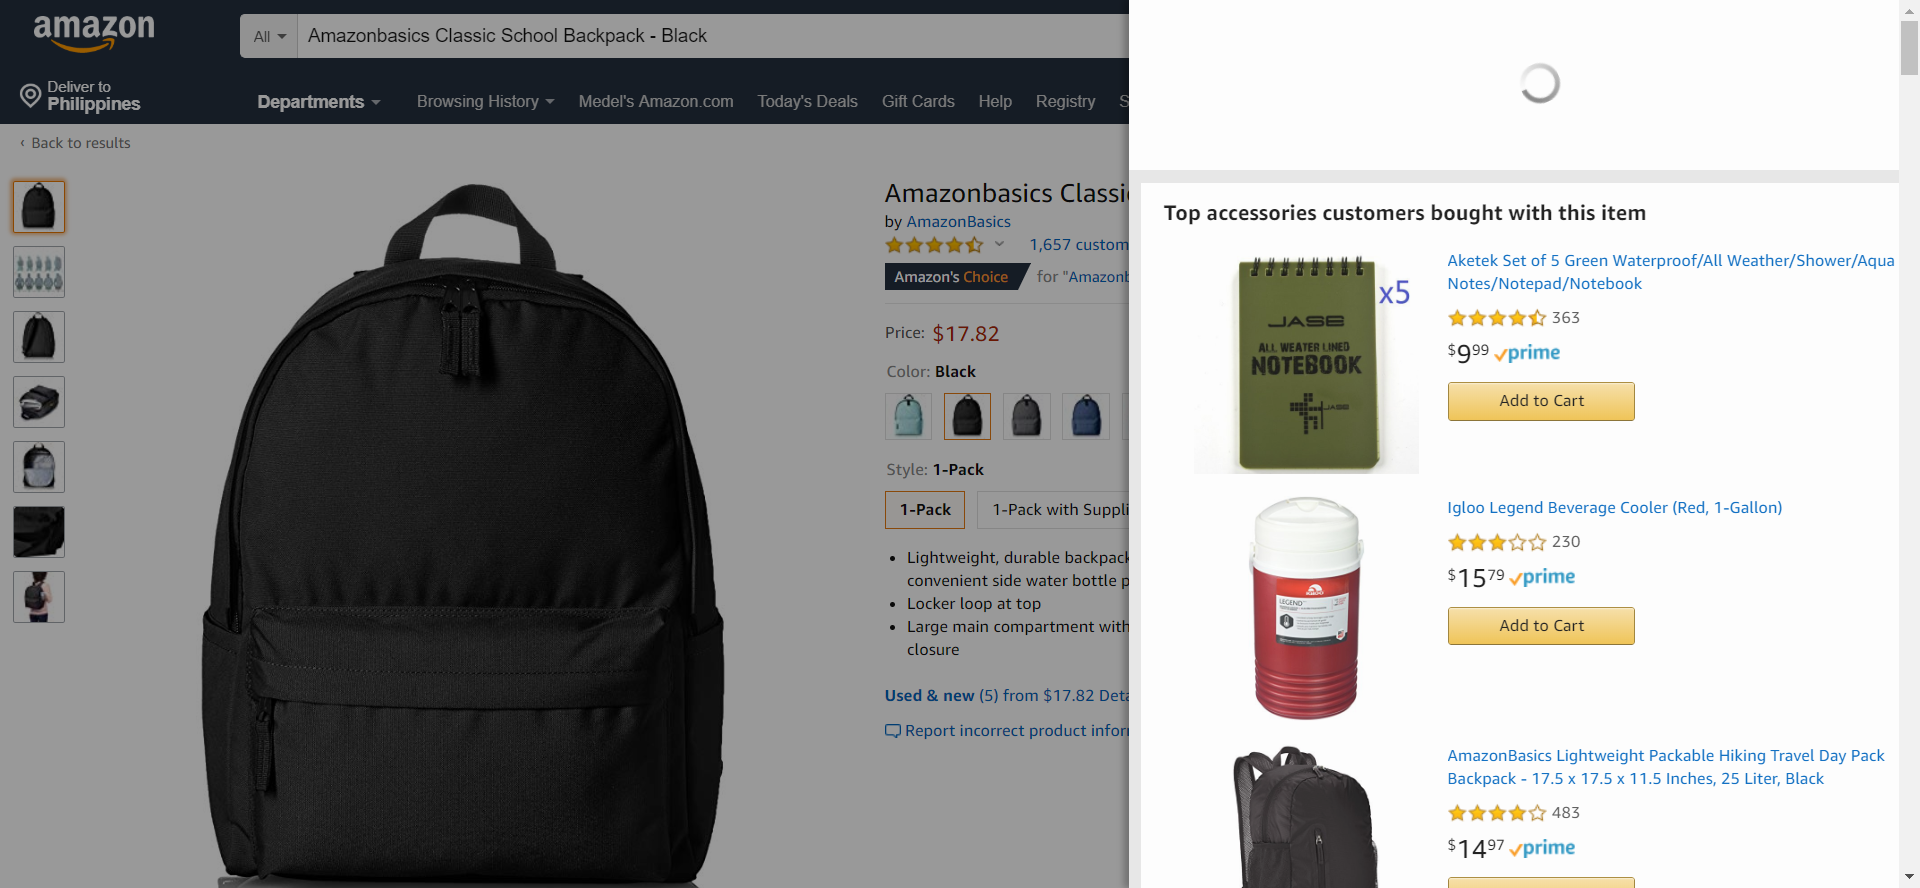 amazon
All
Amazonbasics Classic School Backpack - Black
Deliver to
Philippines
Departments
Browsing History
Medel's Amazon.com
Today's Deals
Gift Cards
Help
Registry
S
‹ Back to results
Amazonbasics Classi
by AmazonBasics
1,657 custom
Amazon's Choice
for "Amazonb
Price: $17.82
Color: Black
Style: 1-Pack
1-Pack
1-Pack with Suppli
• Lightweight, durable backpack
convenient side water bottle p
• Locker loop at top
• Large main compartment with
closure
Used & new (5) from $17.82 Deta
Report incorrect product infor
Top accessories customers bought with this item
x5
JASE
ALL WEATER LINED
NOTEBOOK
JASE
Aketek Set of 5 Green Waterproof/All Weather/Shower/Aqua
Notes/Notepad/Notebook
363
$9.99 prime
Add to Cart
IGLOO
LEGEND
Igloo Legend Beverage Cooler (Red, 1-Gallon)
230
$15.79 prime
Add to Cart
AmazonBasics Lightweight Packable Hiking Travel Day Pack
Backpack - 17.5 x 17.5 x 11.5 Inches, 25 Liter, Black
483
$14.97 prime